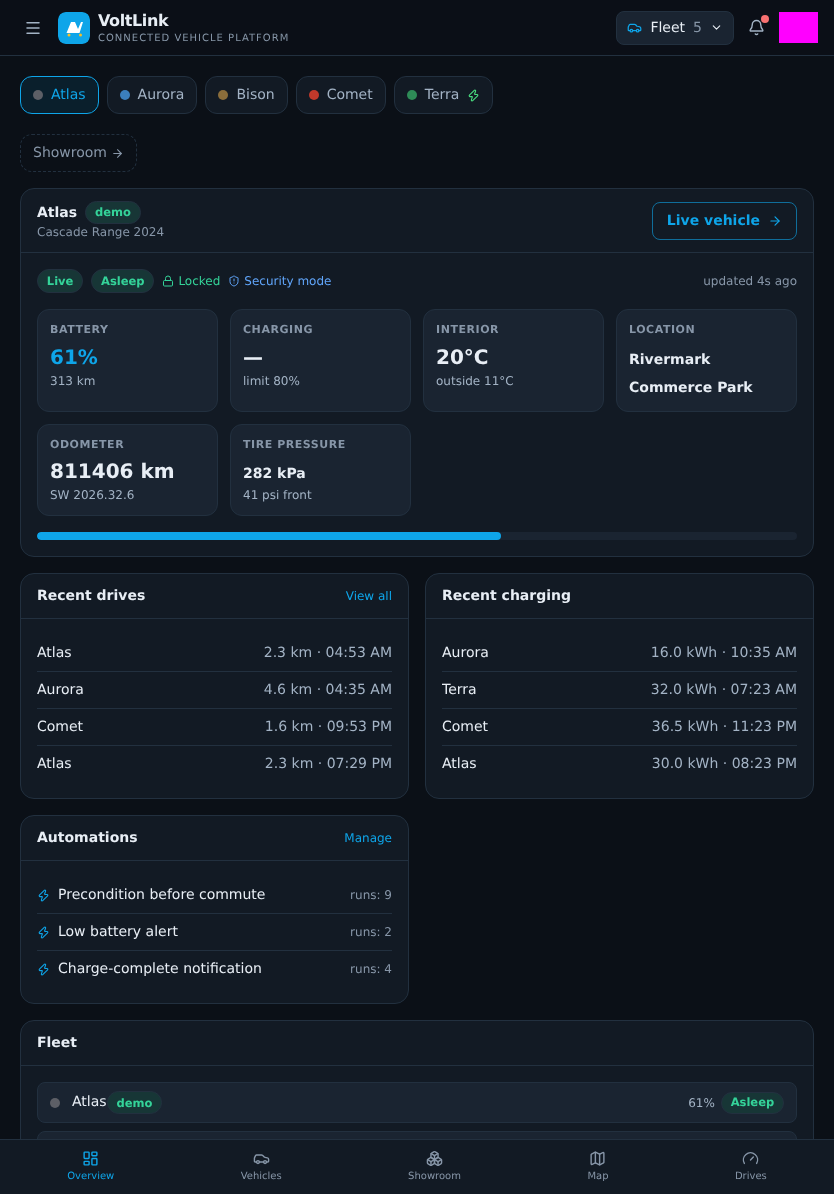 VoltLink
CONNECTED VEHICLE PLATFORM
Fleet 5
Atlas
Aurora
Bison
Comet
Terra
Showroom →
Atlas demo
Cascade Range 2024
Live vehicle →
Live Asleep Locked Security mode
updated 4s ago
BATTERY
61%
313 km
CHARGING
—
limit 80%
INTERIOR
20°C
outside 11°C
LOCATION
Rivermark
Commerce Park
ODOMETER
811406 km
SW 2026.32.6
TIRE PRESSURE
282 kPa
41 psi front
Recent drives
View all
Atlas 2.3 km · 04:53 AM
Aurora 4.6 km · 04:35 AM
Comet 1.6 km · 09:53 PM
Atlas 2.3 km · 07:29 PM
Recent charging
Aurora 16.0 kWh · 10:35 AM
Terra 32.0 kWh · 07:23 AM
Comet 36.5 kWh · 11:23 PM
Atlas 30.0 kWh · 08:23 PM
Automations
Manage
Precondition before commute runs: 9
Low battery alert runs: 2
Charge-complete notification runs: 4
Fleet
Atlas demo 61% Asleep
Overview
Vehicles
Showroom
Map
Drives